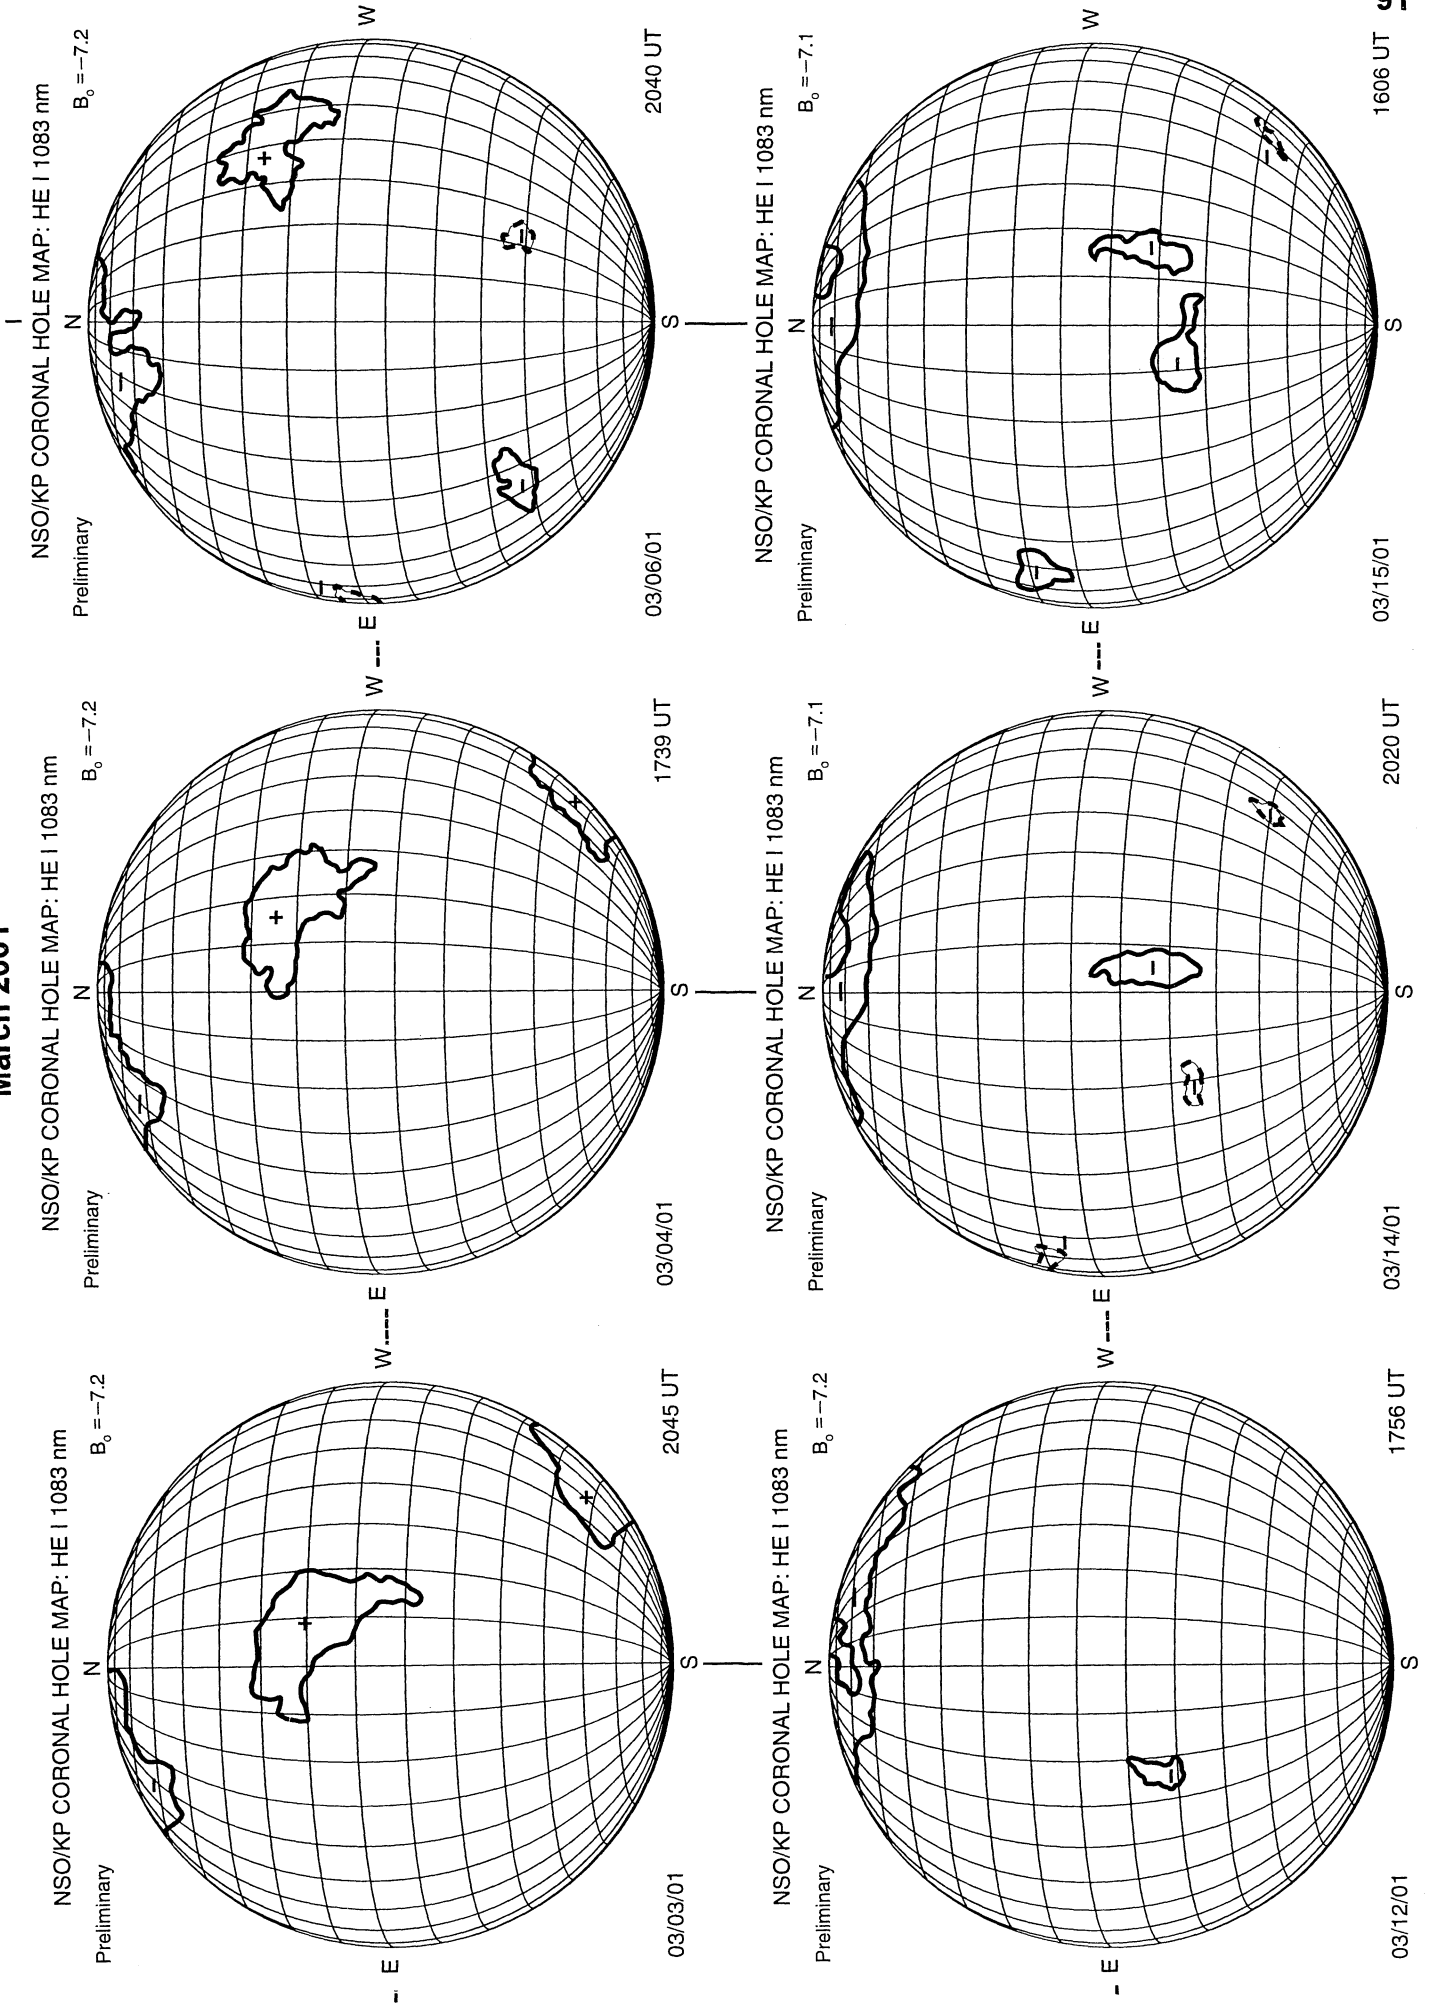 March 2001
91
NSO/KP CORONAL HOLE MAP: HE I 1083 nm
Preliminary
B₀ =−7.2
N
− E
W
S
03/03/01
2045 UT
NSO/KP CORONAL HOLE MAP: HE I 1083 nm
Preliminary
B₀ =−7.2
N
E
W
S
03/04/01
1739 UT
NSO/KP CORONAL HOLE MAP: HE I 1083 nm
Preliminary
B₀ =−7.2
N
E
W
S
03/06/01
2040 UT
NSO/KP CORONAL HOLE MAP: HE I 1083 nm
Preliminary
B₀ =−7.2
N
− E
W
S
03/12/01
1756 UT
NSO/KP CORONAL HOLE MAP: HE I 1083 nm
Preliminary
B₀ =−7.1
N
E
W
S
03/14/01
2020 UT
NSO/KP CORONAL HOLE MAP: HE I 1083 nm
Preliminary
B₀ =−7.1
N
E
W
S
03/15/01
1606 UT